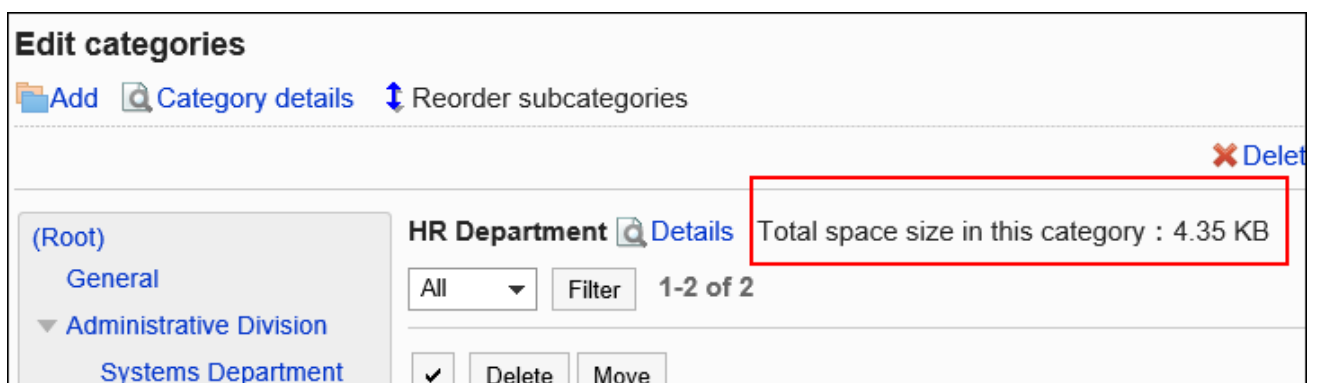 Edit categories
Add Category details Reorder subcategories
Delet
(Root)
General
Administrative Division
Systems Department
HR Department Details Total space size in this category : 4.35 KB
All Filter 1-2 of 2
Delete Move